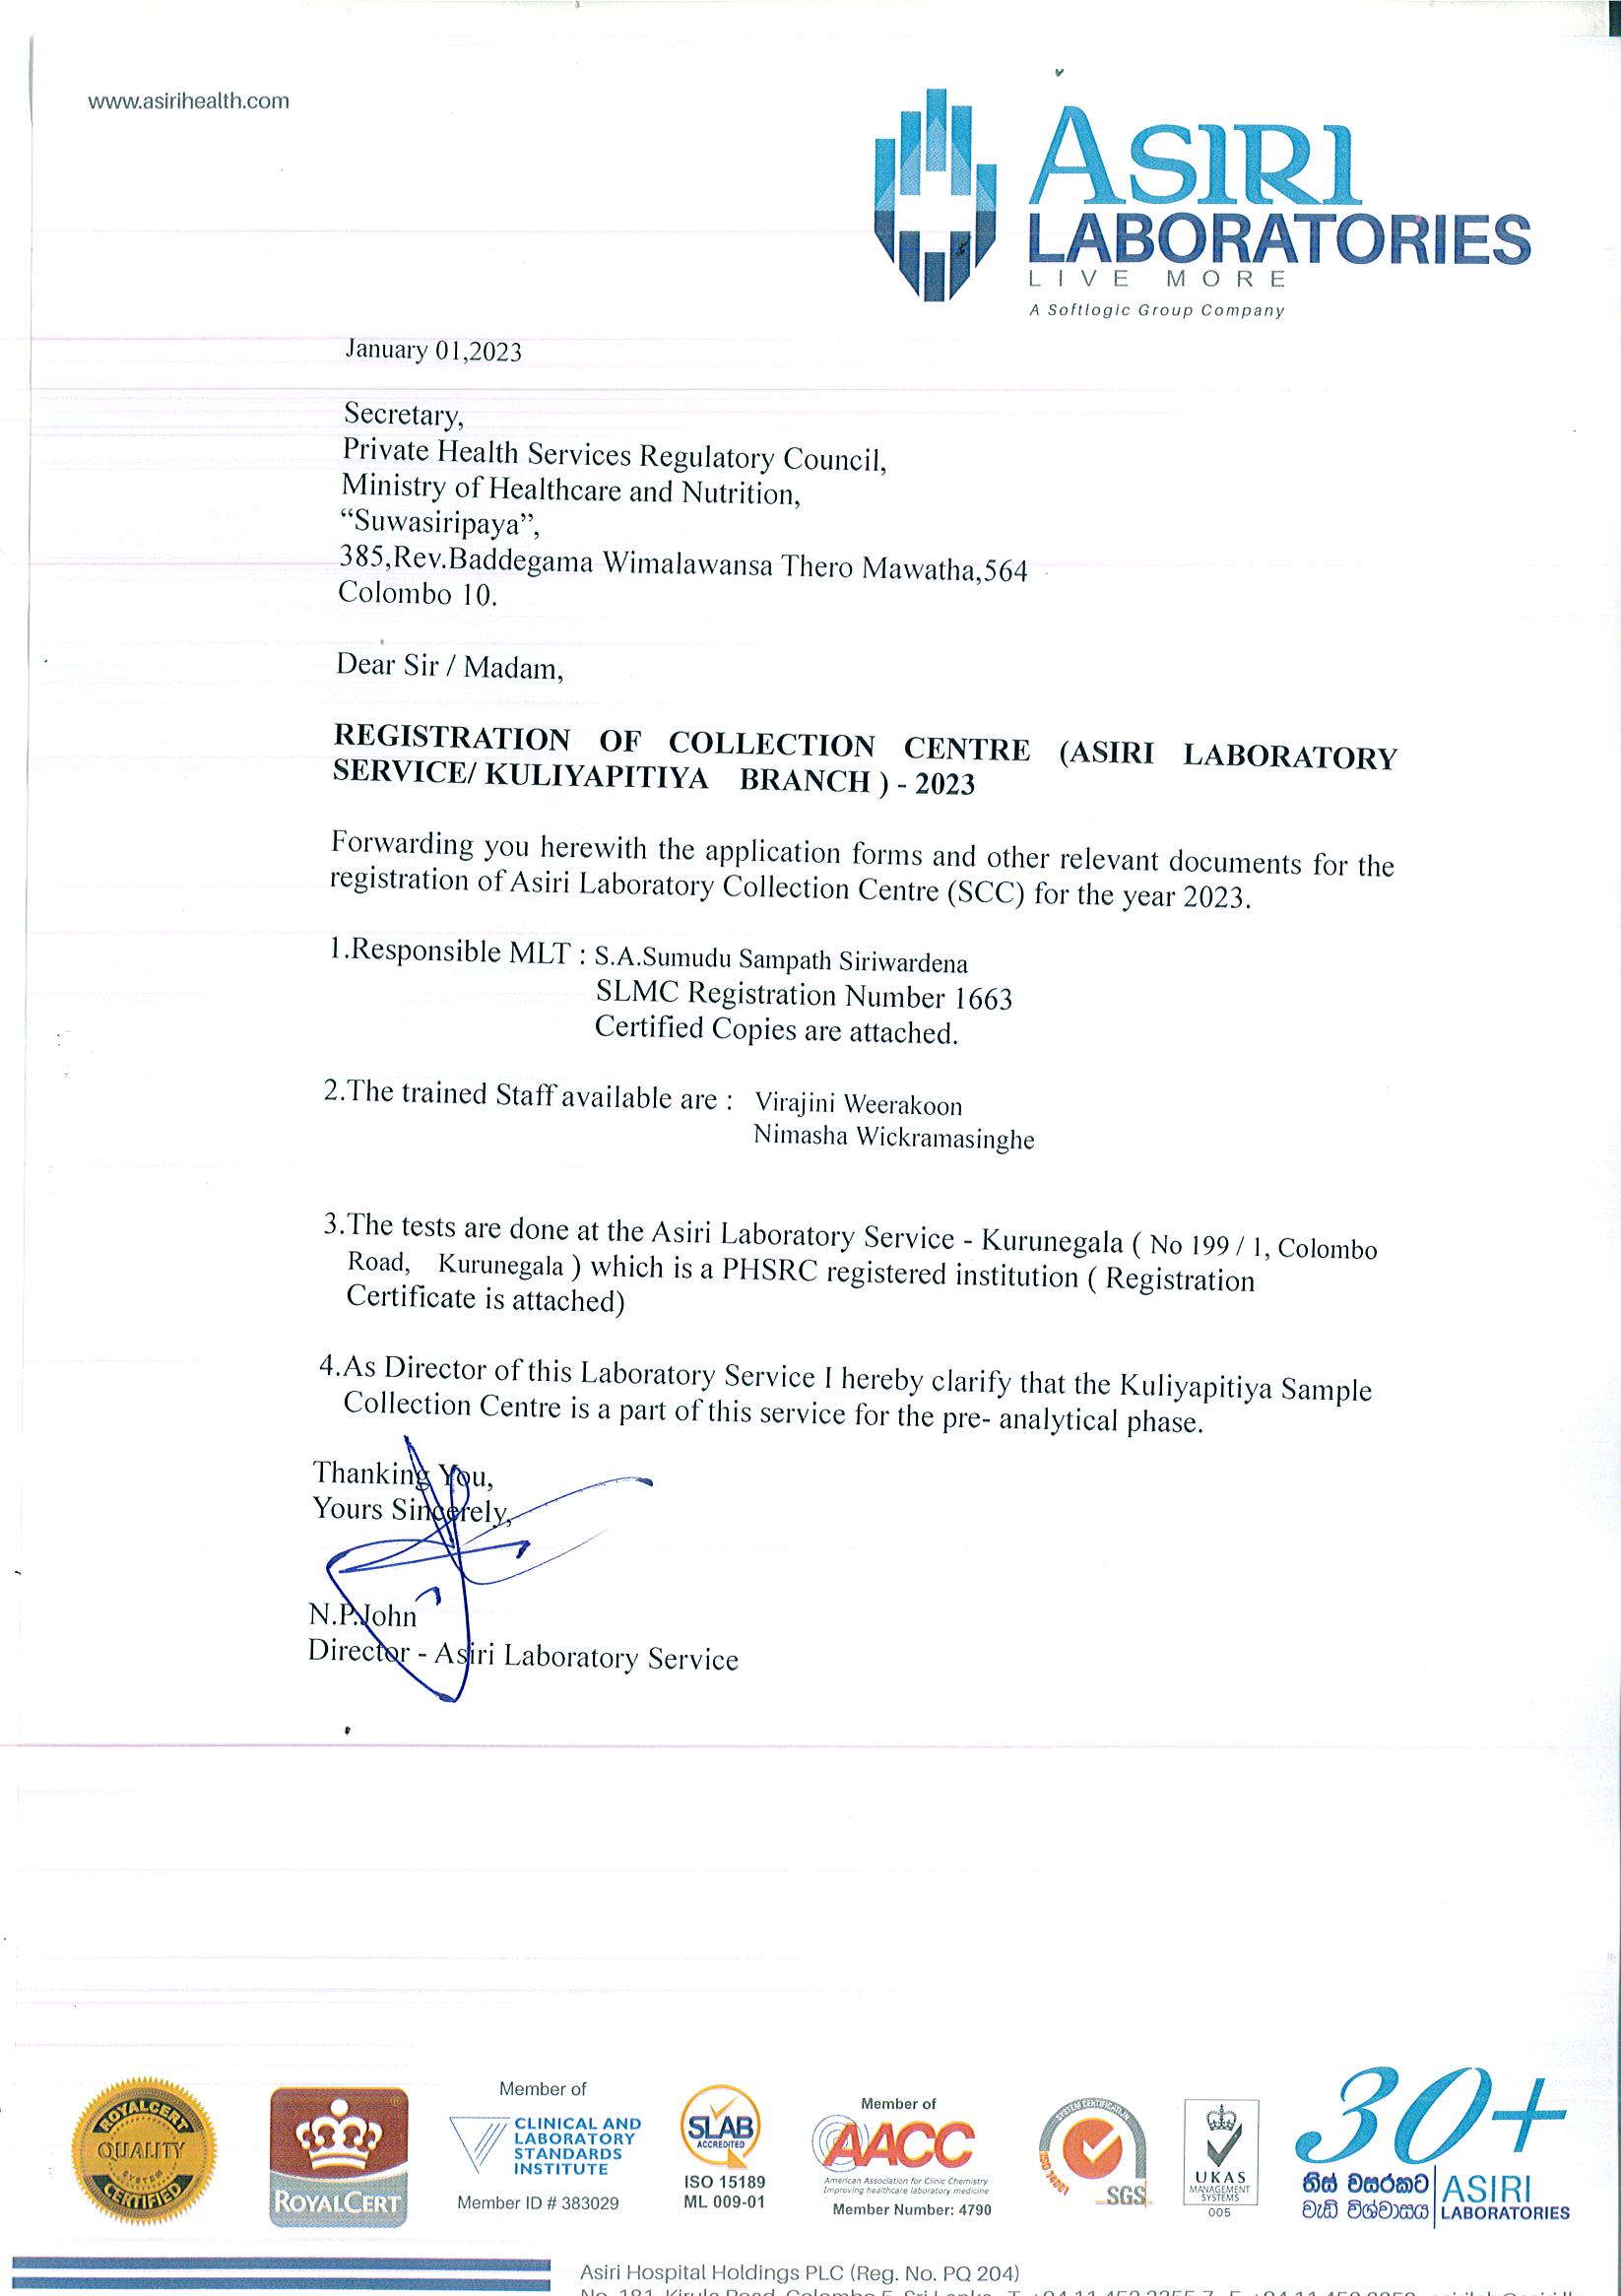 www.asirihealth.com
ASIRI
LABORATORIES
LIVE MORE
A Softlogic Group Company
January 01,2023
Secretary,
Private Health Services Regulatory Council,
Ministry of Healthcare and Nutrition,
“Suwasiripaya”,
385,Rev.Baddegama Wimalawansa Thero Mawatha,564
Colombo 10.
Dear Sir / Madam,
REGISTRATION OF COLLECTION CENTRE (ASIRI LABORATORY
SERVICE/ KULIYAPITIYA BRANCH ) - 2023
Forwarding you herewith the application forms and other relevant documents for the
registration of Asiri Laboratory Collection Centre (SCC) for the year 2023.
1.Responsible MLT : S.A.Sumudu Sampath Siriwardena
SLMC Registration Number 1663
Certified Copies are attached.
2.The trained Staff available are : Virajini Weerakoon
Nimasha Wickramasinghe
3.The tests are done at the Asiri Laboratory Service - Kurunegala ( No 199 / 1, Colombo
Road, Kurunegala ) which is a PHSRC registered institution ( Registration
Certificate is attached)
4.As Director of this Laboratory Service I hereby clarify that the Kuliyapitiya Sample
Collection Centre is a part of this service for the pre- analytical phase.
Thanking You,
Yours Sincerely,
N.P.John
Director - Asiri Laboratory Service
ROYALCERT
QUALITY
SYSTEM
CERTIFIED
ROYALCERT
Member of
CLINICAL AND
LABORATORY
STANDARDS
INSTITUTE
Member ID # 383029
SLAB
ACCREDITED
ISO 15189
ML 009-01
Member of
AACC
American Association for Clinic Chemistry
Improving healthcare laboratory medicine
Member Number: 4790
SYSTEM CERTIFICATION
ISO 14001
SGS
UKAS
MANAGEMENT
SYSTEMS
005
30+
තිස් වසරකට
වැඩි විශ්වාසය
ASIRI
LABORATORIES
Asiri Hospital Holdings PLC (Reg. No. PQ 204)